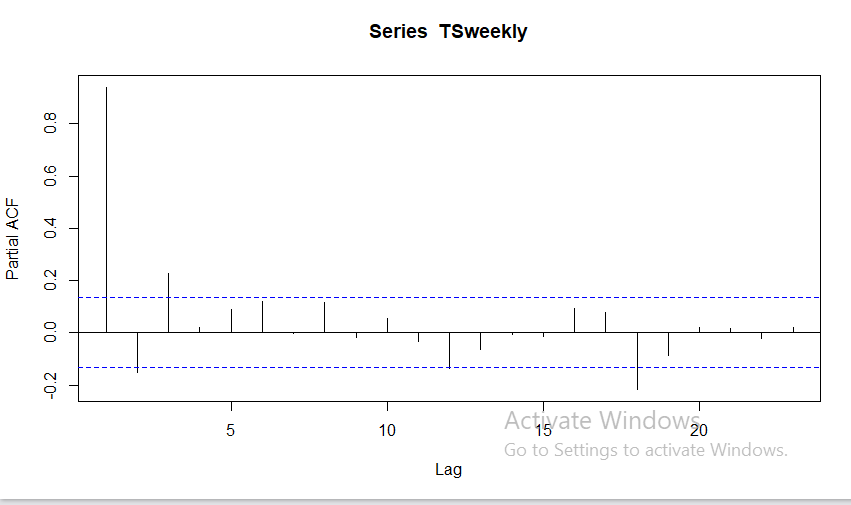 Series TSweekly
Partial ACF
0.8
0.6
0.4
0.2
0.0
-0.2
5 10 15 20
Lag
Activate Windows
Go to Settings to activate Windows.